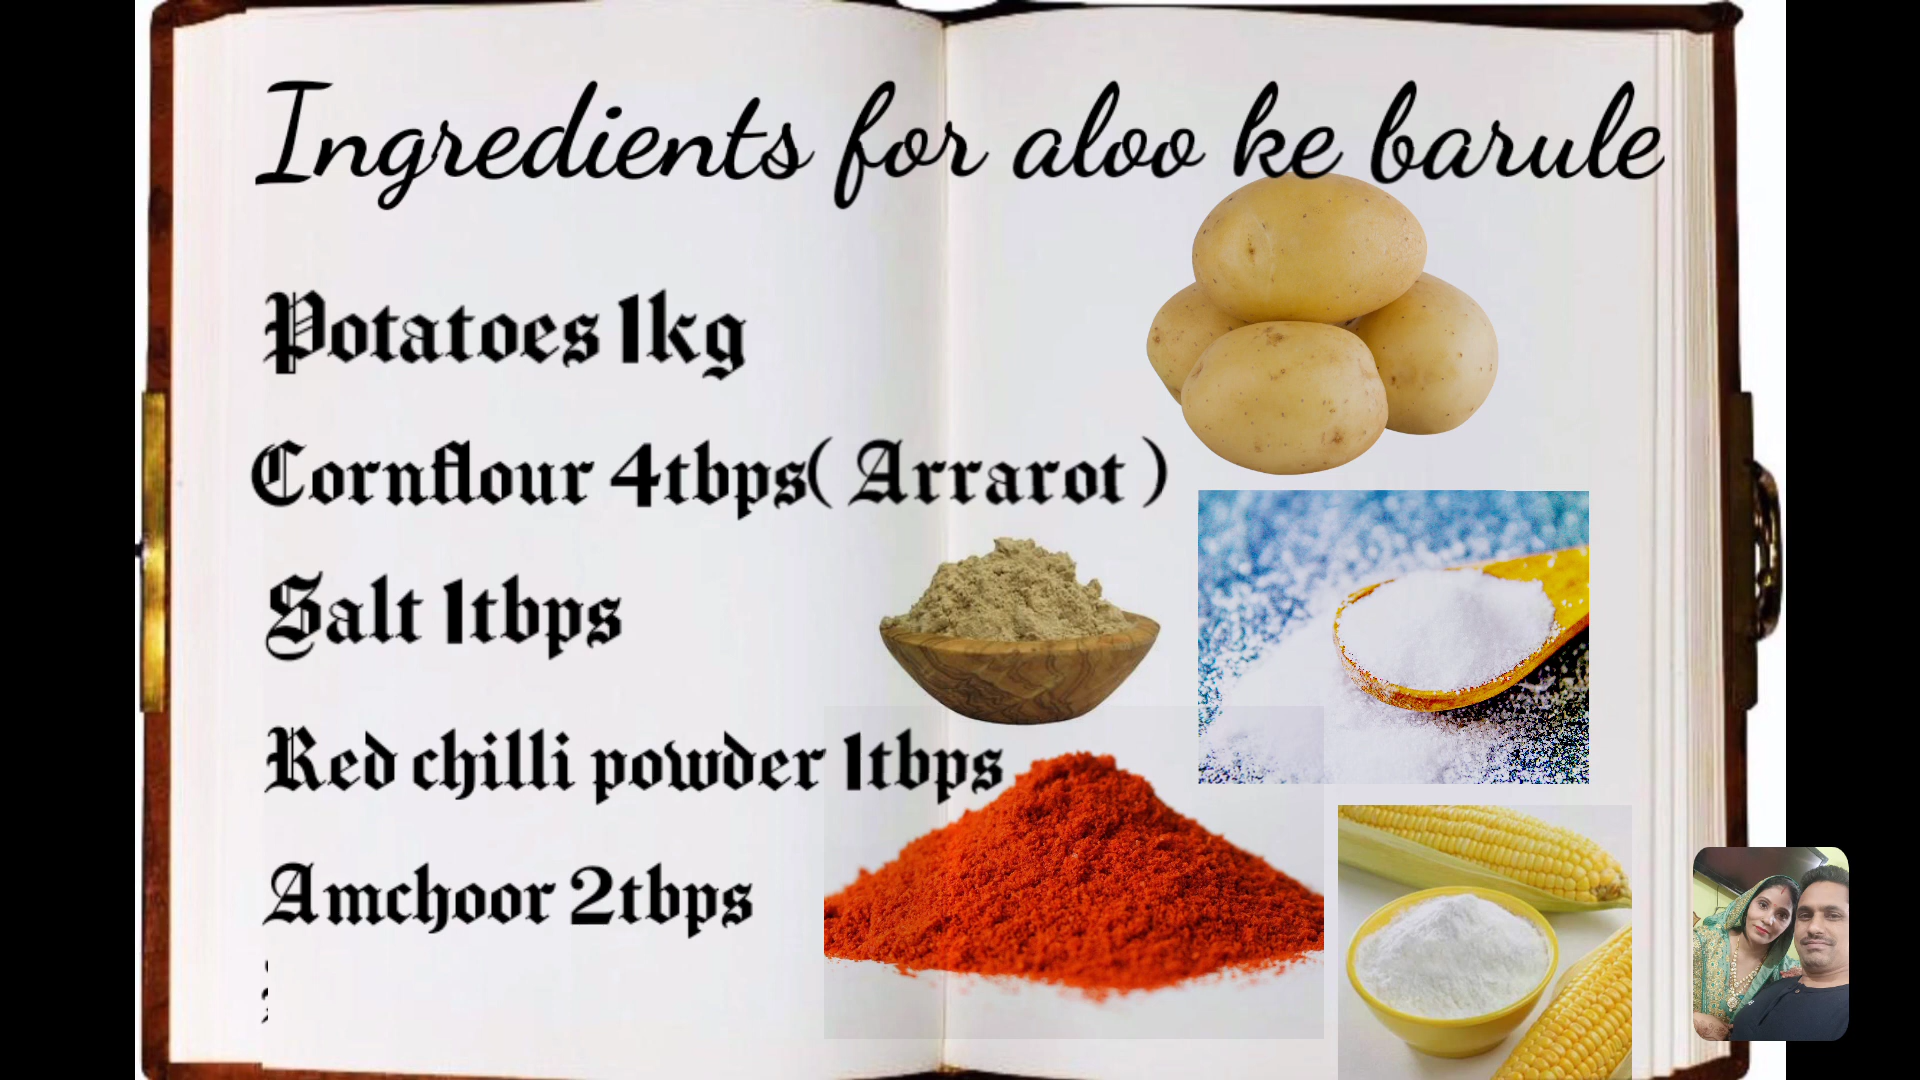 Ingredients for aloo ke barule
Potatoes 1kg
Cornflour 4tbps( Arrarot )
Salt 1tbps
Red chilli powder 1tbps
Amchoor 2tbps